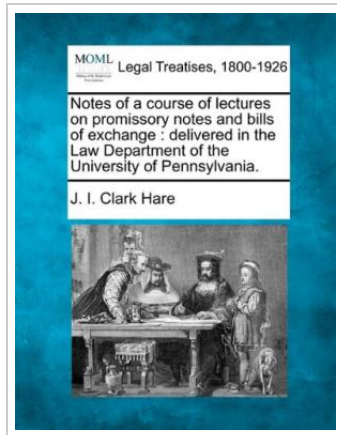 MOML
Legal Treatises, 1800-1926
Notes of a course of lectures
on promissory notes and bills
of exchange : delivered in the
Law Department of the
University of Pennsylvania.
J. I. Clark Hare